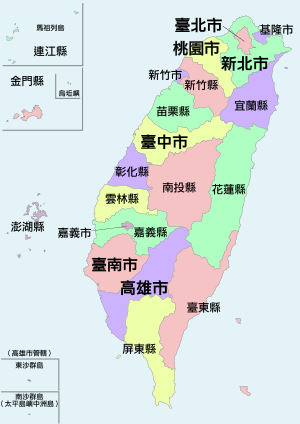 馬祖列島
連江縣
金門縣
烏坵鄉
臺北市
基隆市
桃園市
新北市
新竹市
新竹縣
宜蘭縣
苗栗縣
臺中市
彰化縣
南投縣
花蓮縣
雲林縣
澎湖縣
嘉義市
嘉義縣
臺南市
高雄市
臺東縣
屏東縣
(高雄市管轄)
東沙群島
南沙群島
(太平島與中洲島)